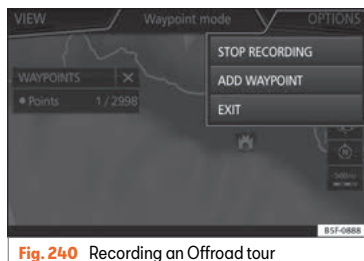 VIEW Waypoint mode OPTIONS
STOP RECORDING
WAYPOINTS
ADD WAYPOINT
• Points 1/2998
EXIT
B5F-0888
Fig. 240 Recording an Offroad tour